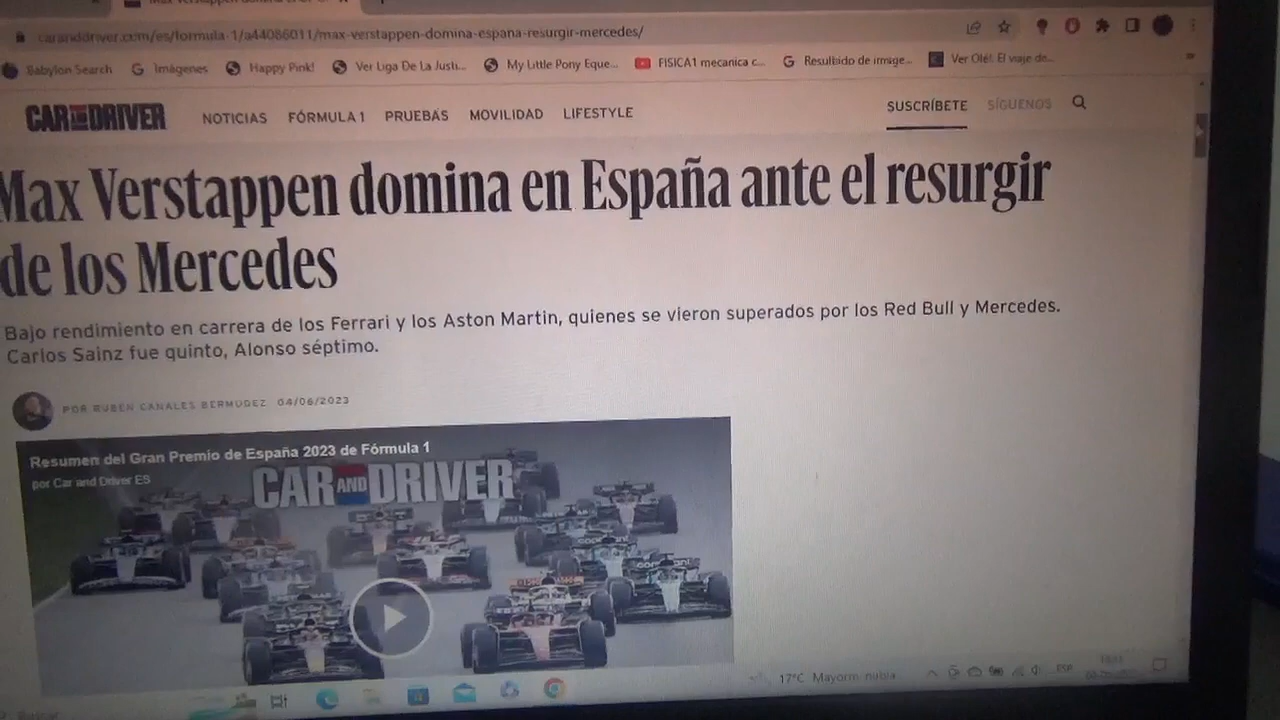 caranddriver.com/es/formula-1/a44086011/max-verstappen-domina-espana-resurgir-mercedes/
Babylon Search Imágenes Happy Pink! Ver Liga De La Justi... My Little Pony Eque... FISICA1 mecanica c... Resulbido de image... Ver Olé!. El viaje de...
CAR AND DRIVER NOTICIAS FÓRMULA 1 PRUEBAS MOVILIDAD LIFESTYLE SUSCRÍBETE SÍGUENOS
Max Verstappen domina en España ante el resurgir
de los Mercedes
Bajo rendimiento en carrera de los Ferrari y los Aston Martin, quienes se vieron superados por los Red Bull y Mercedes.
Carlos Sainz fue quinto, Alonso séptimo.
POR RUBEN CANALES BERMUDEZ 04/06/2023
Resumen del Gran Premio de España 2023 de Fórmula 1
por Car and Driver ES
CAR AND DRIVER
17°C Mayorm. nubla ESP